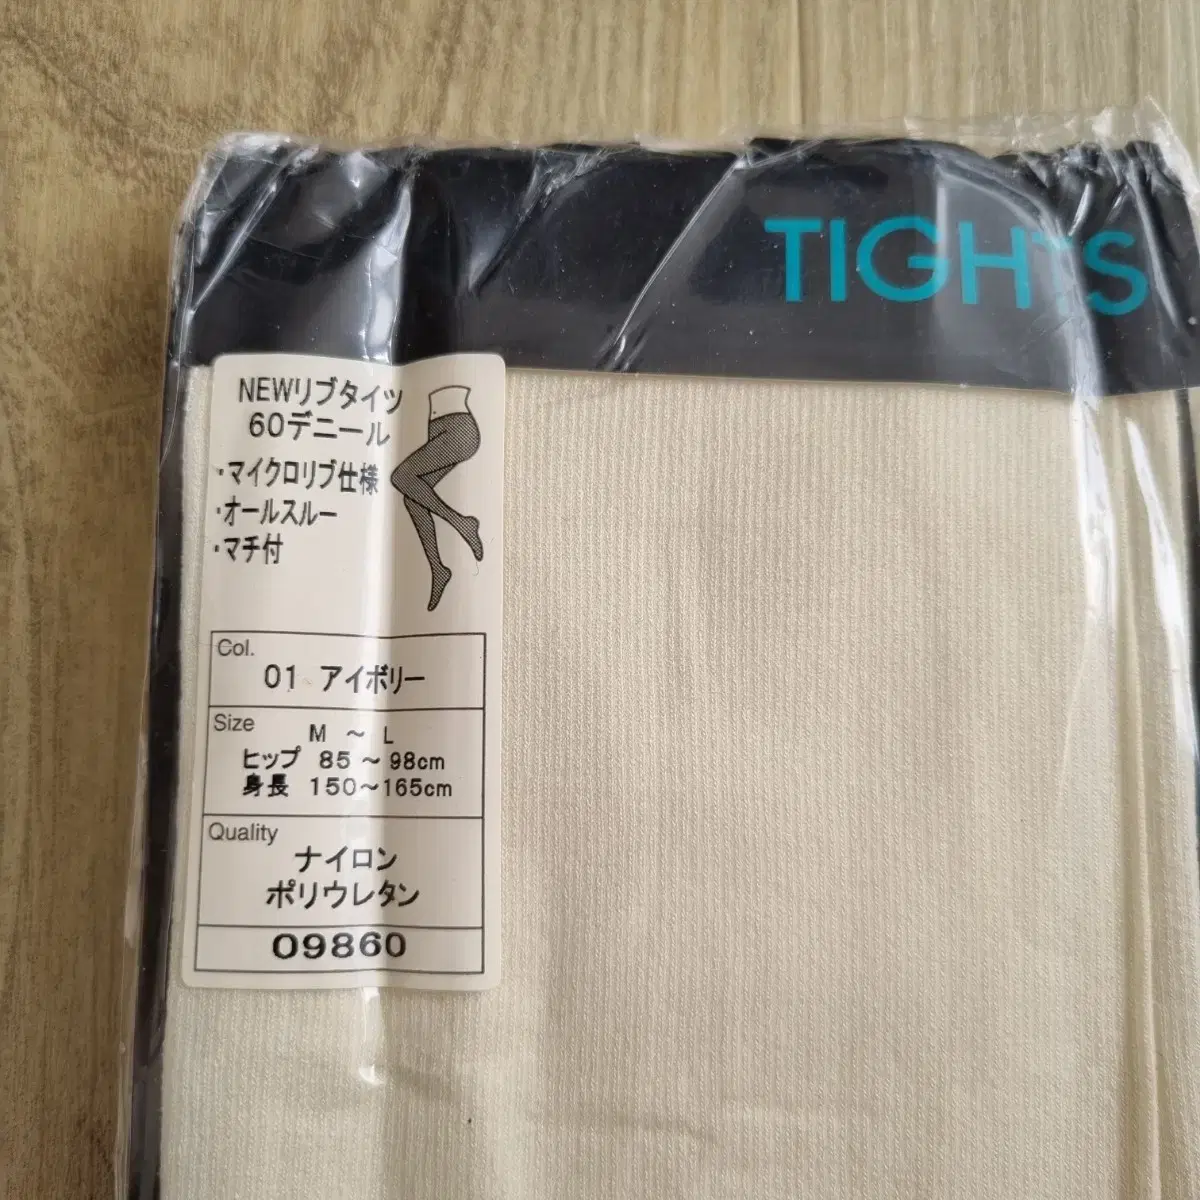 TIGHTS
NEWリブタイツ
60デニール
・マイクロリブ仕様
・オールスルー
・マチ付
Col.
01 アイボリー
Size
M ～ L
ヒップ 85～98cm
身長 150～165cm
Quality
ナイロン
ポリウレタン
09860